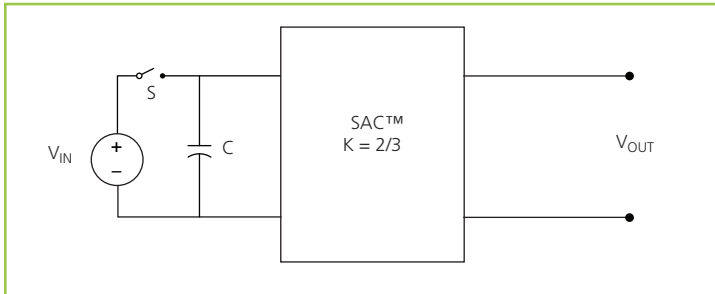 S
V_IN
+
−
C
SAC™
K = 2/3
V_OUT